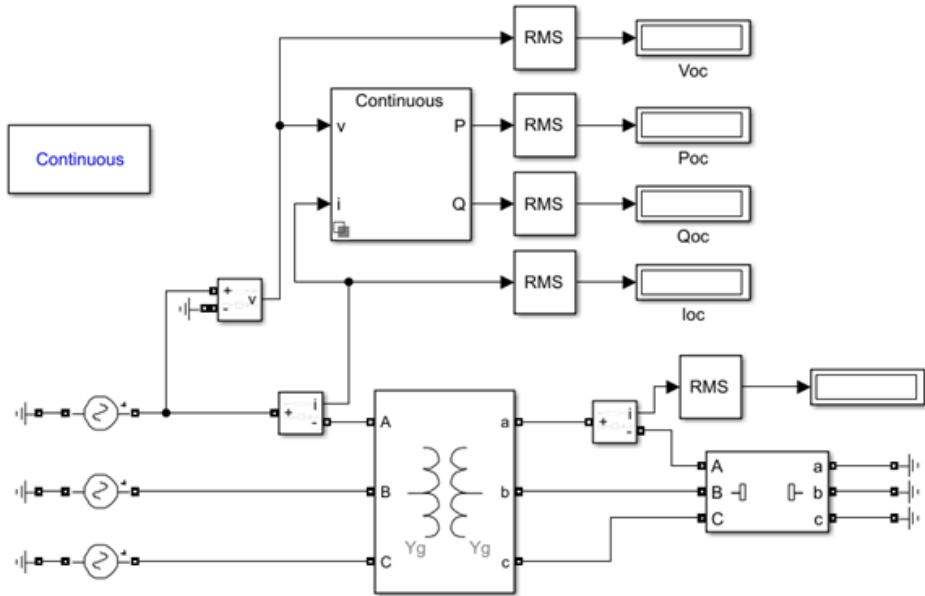 RMS
Voc
Continuous
v
P
RMS
Poc
Continuous
i
Q
RMS
Qoc
RMS
Ioc
+
-
v
+
i
-
RMS
A
a
+
i
-
B
b
C
c
Yg
Yg
A
a
B
b
C
c